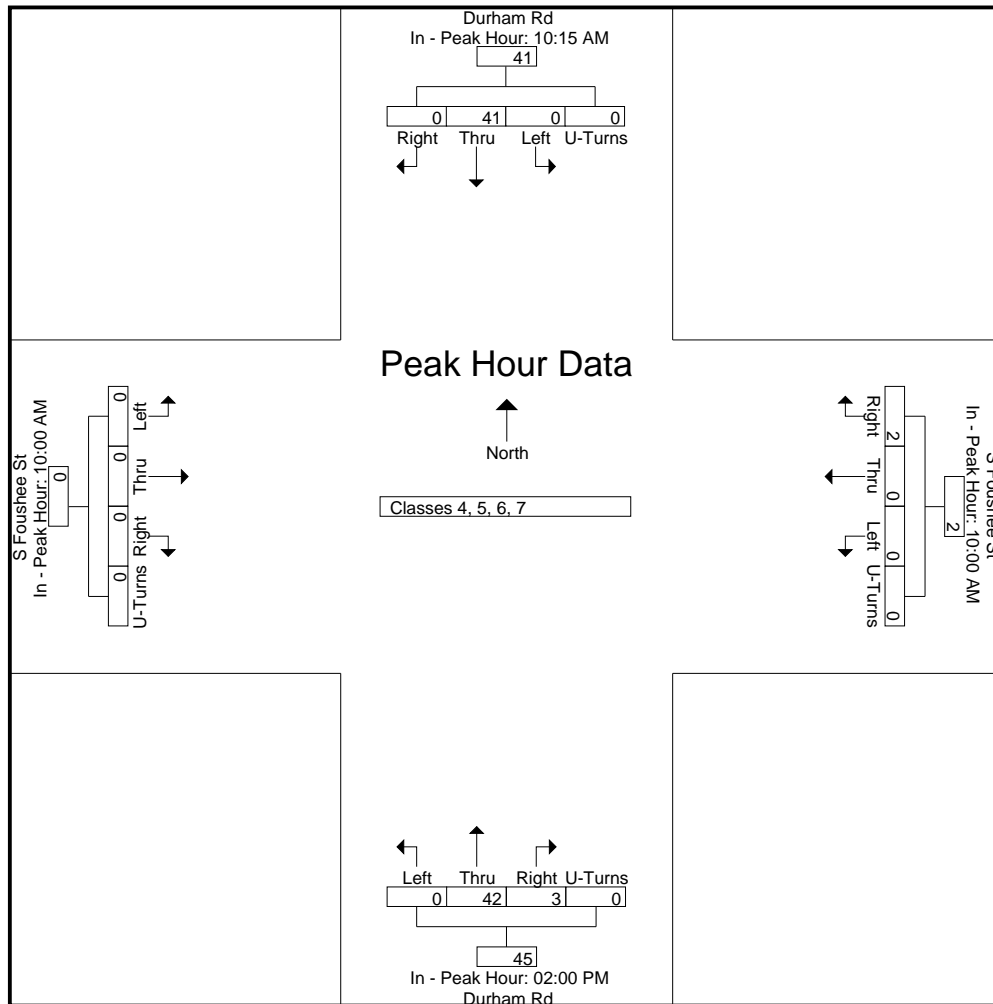 Durham Rd
In - Peak Hour: 10:15 AM
41
0 41 0 0
Right Thru Left U-Turns
Peak Hour Data
North
Classes 4, 5, 6, 7
S Foushee St
In - Peak Hour: 10:00 AM
0
0 0 0 0
Left Thru Right U-Turns
S Foushee St
In - Peak Hour: 10:00 AM
2
2 0 0 0
Right Thru Left U-Turns
Left Thru Right U-Turns
0 42 3 0
45
In - Peak Hour: 02:00 PM
Durham Rd